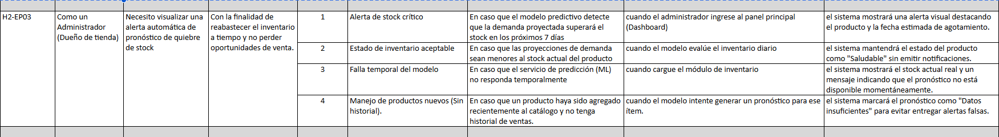 H2-EP03
Como un
Administrador
(Dueño de tienda)
Necesito visualizar una
alerta automática de
pronóstico de quiebre
de stock
Con la finalidad de
reabastecer el inventario
a tiempo y no perder
oportunidades de venta.
1
Alerta de stock crítico
En caso que el modelo predictivo detecte
que la demanda proyectada superará el
stock en los próximos 7 días
cuando el administrador ingrese al panel principal
(Dashboard)
el sistema mostrará una alerta visual destacando
el producto y la fecha estimada de agotamiento.
2
Estado de inventario aceptable
En caso que las proyecciones de demanda
sean menores al stock actual del producto
cuando el modelo evalúe el inventario diario
el sistema mantendrá el estado del producto
como "Saludable" sin emitir notificaciones.
3
Falla temporal del modelo
En caso que el servicio de predicción (ML)
no responda temporalmente
cuando cargue el módulo de inventario
el sistema mostrará el stock actual real y un
mensaje indicando que el pronóstico no está
disponible momentáneamente.
4
Manejo de productos nuevos (Sin
historial).
En caso que un producto haya sido agregado
recientemente al catálogo y no tenga
historial de ventas.
cuando el modelo intente generar un pronóstico para ese
ítem.
el sistema marcará el pronóstico como "Datos
insuficientes" para evitar entregar alertas falsas.